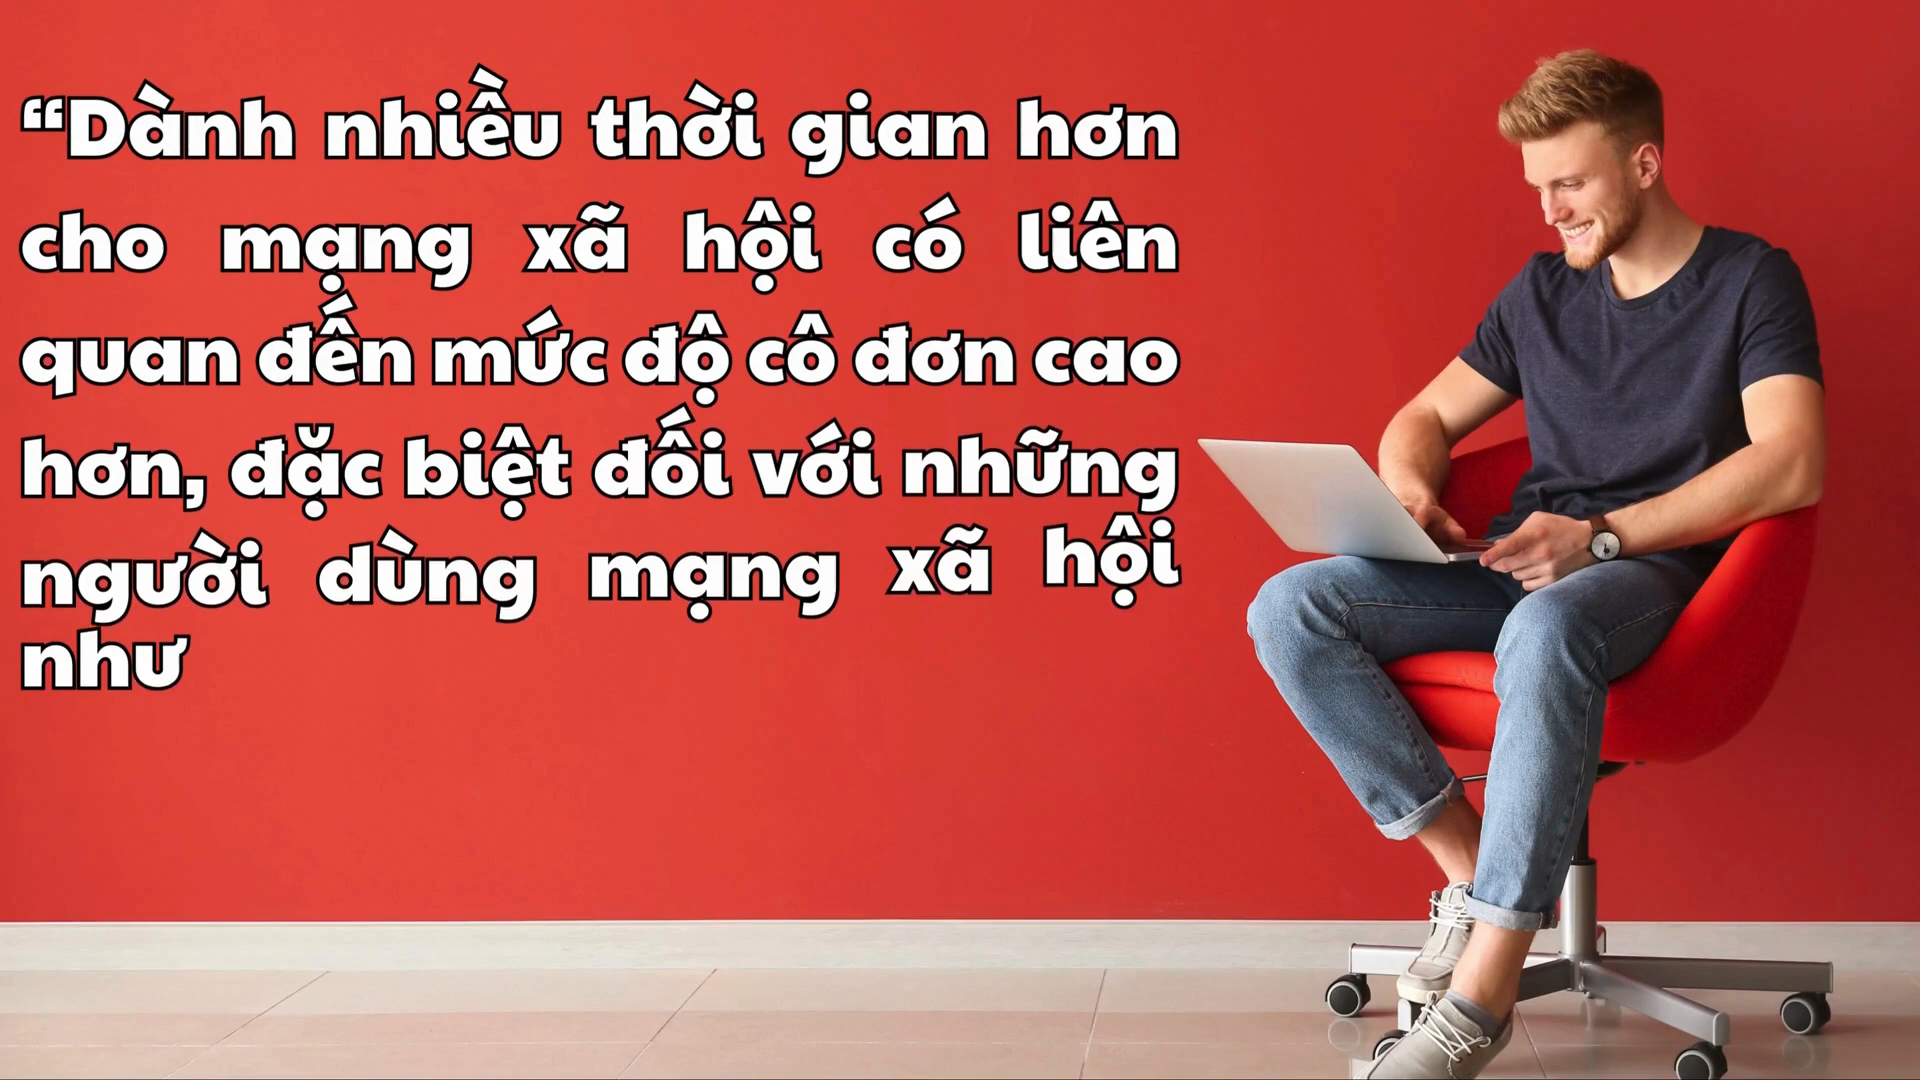 “Dành nhiều thời gian hơn
cho mạng xã hội có liên
quan đến mức độ cô đơn cao
hơn, đặc biệt đối với những
người dùng mạng xã hội
như